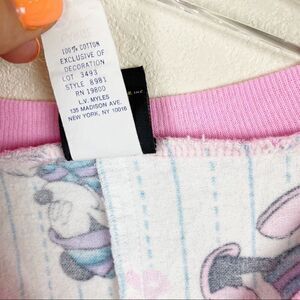 100% COTTON
EXCLUSIVE OF
DECORATION
LOT 3493
STYLE 8981
RN 19800
L.V. MYLES
135 MADISON AVE.
NEW YORK, NY 10016